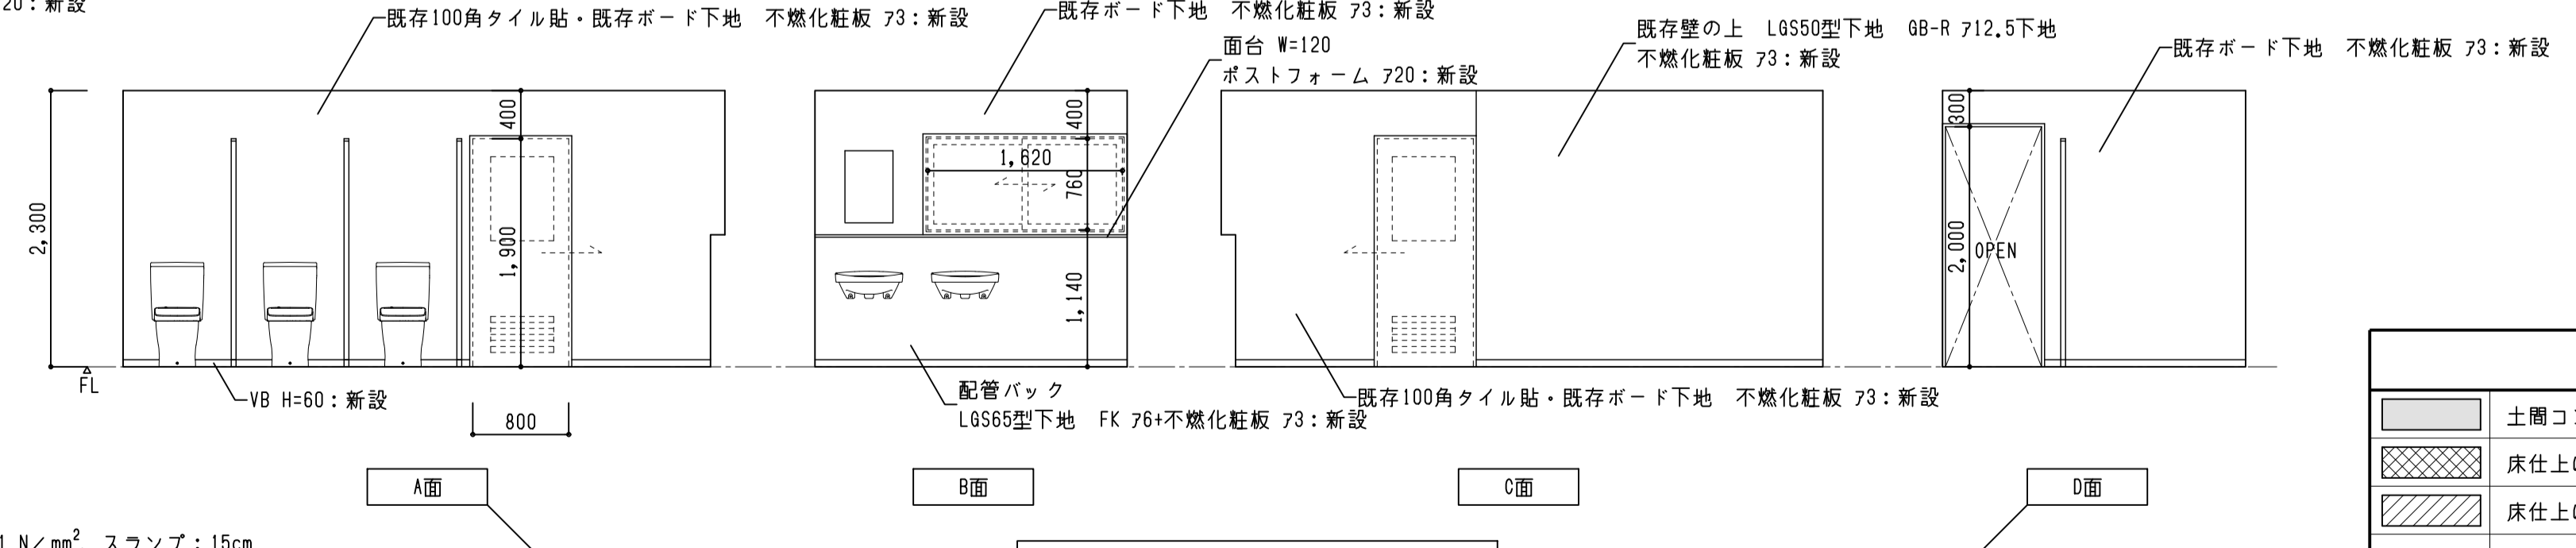 20：新設
既存100角タイル貼・既存ボード下地　不燃化粧板 ｱ3：新設
既存ボード下地　不燃化粧板 ｱ3：新設
面台 W=120
ポストフォーム ｱ20：新設
既存壁の上　LGS50型下地　GB-R ｱ12.5下地
不燃化粧板 ｱ3：新設
既存ボード下地　不燃化粧板 ｱ3：新設
2,300
400
1,900
400
1,620
760
1,140
300
2,000
OPEN
FL
VB H=60：新設
800
配管バック
LGS65型下地　FK ｱ6+不燃化粧板 ｱ3：新設
既存100角タイル貼・既存ボード下地　不燃化粧板 ｱ3：新設
A面
B面
C面
D面
土間コ
床仕上
床仕上
1 N／mm²　スランプ：15cm